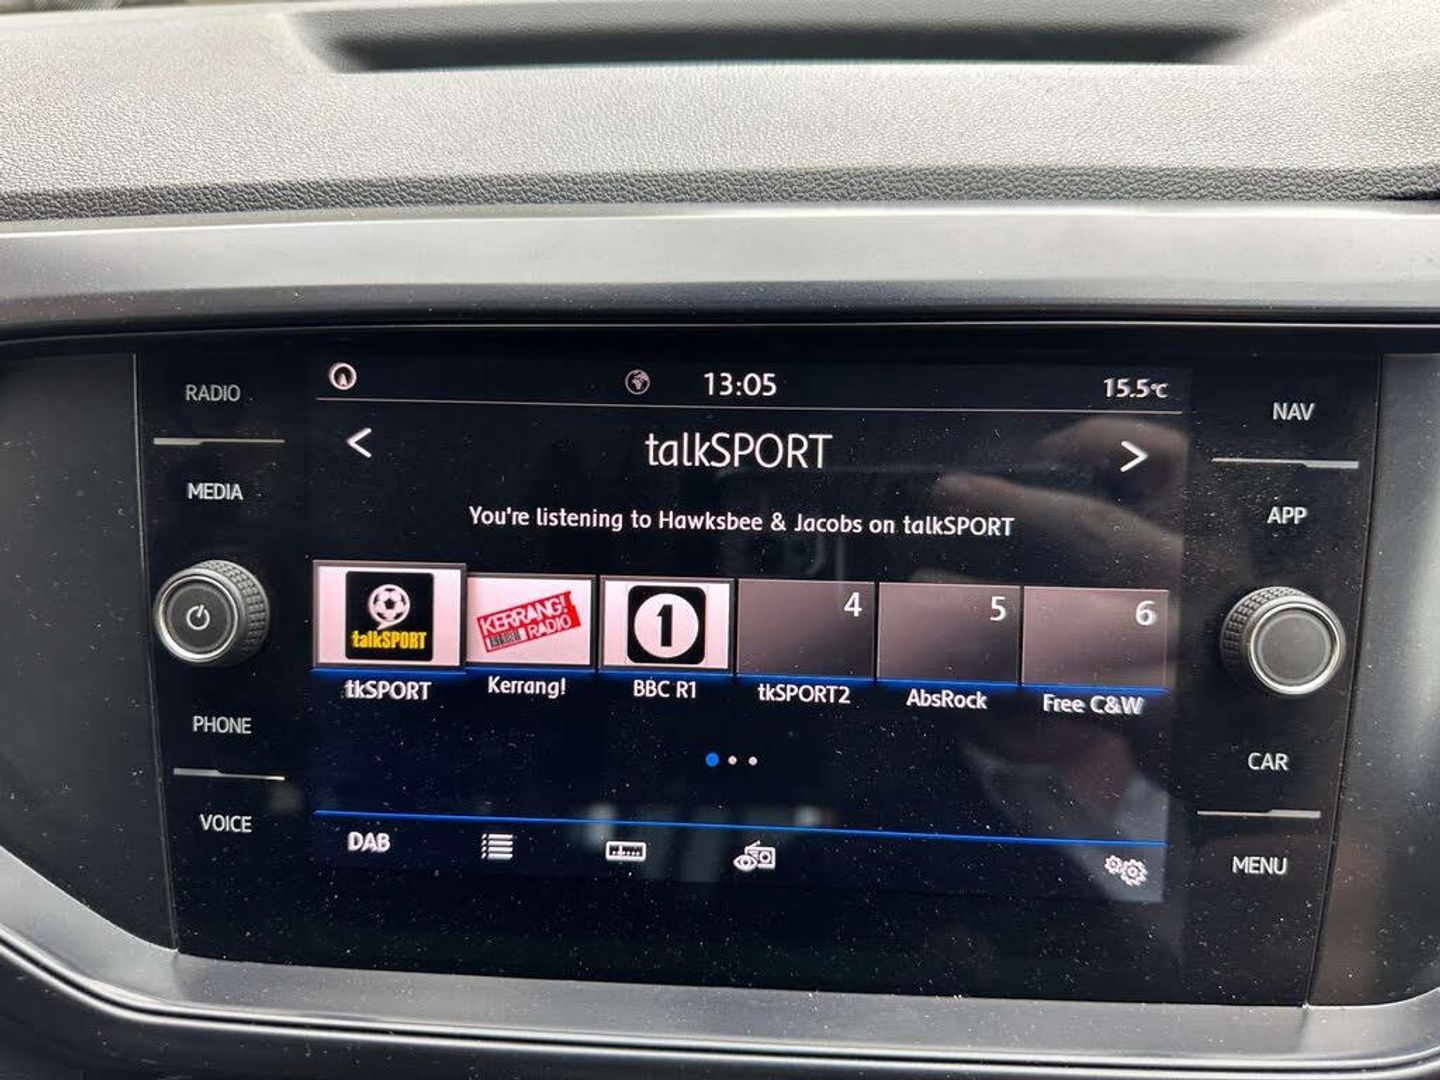 RADIO
MEDIA
PHONE
VOICE
13:05
15.5°C
< talkSPORT >
You're listening to Hawksbee & Jacobs on talkSPORT
talkSPORT
KERRANG!
RADIO
1
4
5
6
tkSPORT
Kerrang!
BBC R1
tkSPORT2
AbsRock
Free C&W
DAB
NAV
APP
CAR
MENU